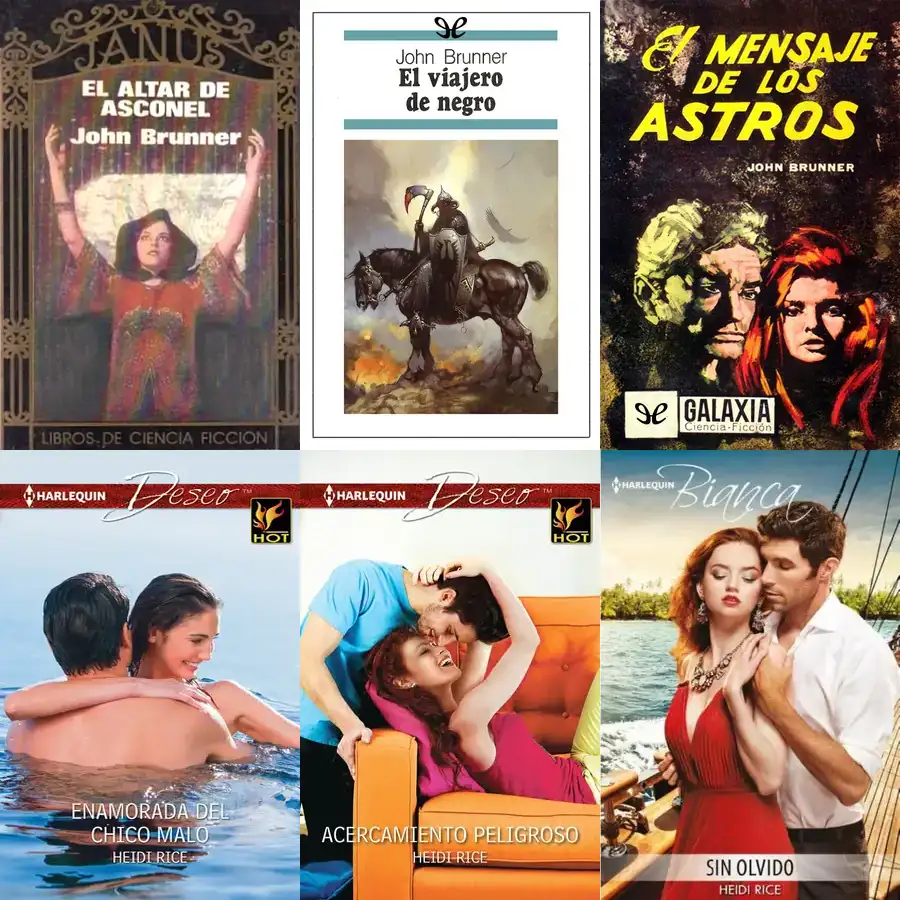 JANUS
EL ALTAR DE
ASCONEL
John Brunner
LIBROS DE CIENCIA FICCION
John Brunner
El viajero
de negro
El MENSAJE
DE LOS
ASTROS
JOHN BRUNNER
GALAXIA
Ciencia-Ficción
HARLEQUIN Deseo™
HOT
ENAMORADA DEL
CHICO MALO
HEIDI RICE
HARLEQUIN Deseo™
HOT
ACERCAMIENTO PELIGROSO
HEIDI RICE
HARLEQUIN Bianca
SIN OLVIDO
HEIDI RICE